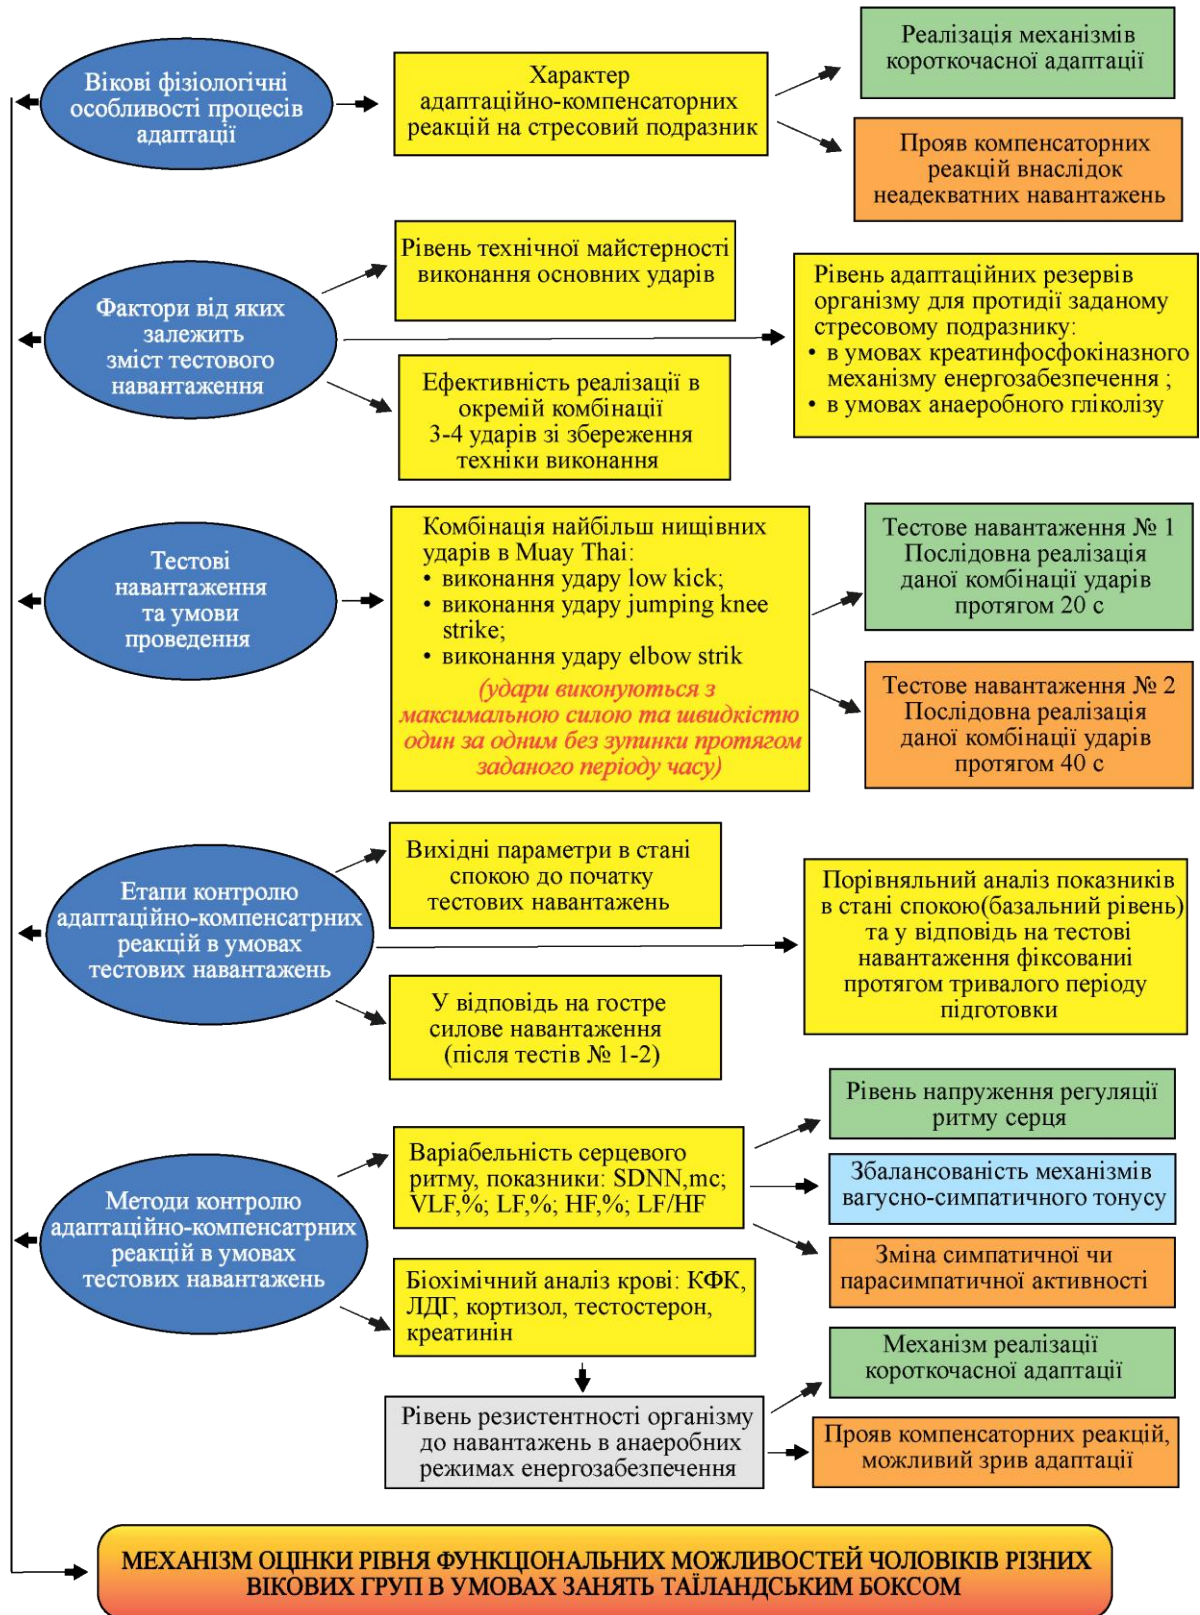 Вікові фізіологічні
особливості процесів
адаптації
Характер
адаптаційно-компенсаторних
реакцій на стресовий подразник
Реалізація механізмів
короткочасної адаптації
Прояв компенсаторних
реакцій внаслідок
неадекватних навантажень
Фактори від яких
залежить
зміст тестового
навантаження
Рівень технічної майстерності
виконання основних ударів
Ефективність реалізації в
окремій комбінації
3-4 ударів зі збереження
техніки виконання
Рівень адаптаційних резервів
організму для протидії заданому
стресовому подразнику:
• в умовах креатинфосфокіназного
механізму енергозабезпечення ;
• в умовах анаеробного гліколізу
Тестові
навантаження
та умови
проведення
Комбінація найбільш нищівних
ударів в Muay Thai:
• виконання удару low kick;
• виконання удару jumping knee
strike;
• виконання удару elbow strik
(удари виконуються з
максимальною силою та швидкістю
один за одним без зупинки протягом
заданого періоду часу)
Тестове навантаження № 1
Послідовна реалізація
даної комбінації ударів
протягом 20 с
Тестове навантаження № 2
Послідовна реалізація
даної комбінації ударів
протягом 40 с
Етапи контролю
адаптаційно-компенсатрних
реакцій в умовах
тестових навантажень
Вихідні параметри в стані
спокою до початку
тестових навантажень
У відповідь на гостре
силове навантаження
(після тестів № 1-2)
Порівняльний аналіз показників
в стані спокою(базальний рівень)
та у відповідь на тестові
навантаження фіксованиі
протягом тривалого періоду
підготовки
Методи контролю
адаптаційно-компенсатрних
реакцій в умовах
тестових навантажень
Варіабельність серцевого
ритму, показники: SDNN,mc;
VLF,%; LF,%; HF,%; LF/HF
Рівень напруження регуляції
ритму серця
Збалансованість механізмів
вагусно-симпатичного тонусу
Зміна симпатичної чи
парасимпатичної активності
Біохімічний аналіз крові: КФК,
ЛДГ, кортизол, тестостерон,
креатинін
Рівень резистентності організму
до навантажень в анаеробних
режимах енергозабезпечення
Механізм реалізації
короткочасної адаптації
Прояв компенсаторних реакцій,
можливий зрив адаптації
МЕХАНІЗМ ОЦІНКИ РІВНЯ ФУНКЦІОНАЛЬНИХ МОЖЛИВОСТЕЙ ЧОЛОВІКІВ РІЗНИХ
ВІКОВИХ ГРУП В УМОВАХ ЗАНЯТЬ ТАЇЛАНДСЬКИМ БОКСОМ